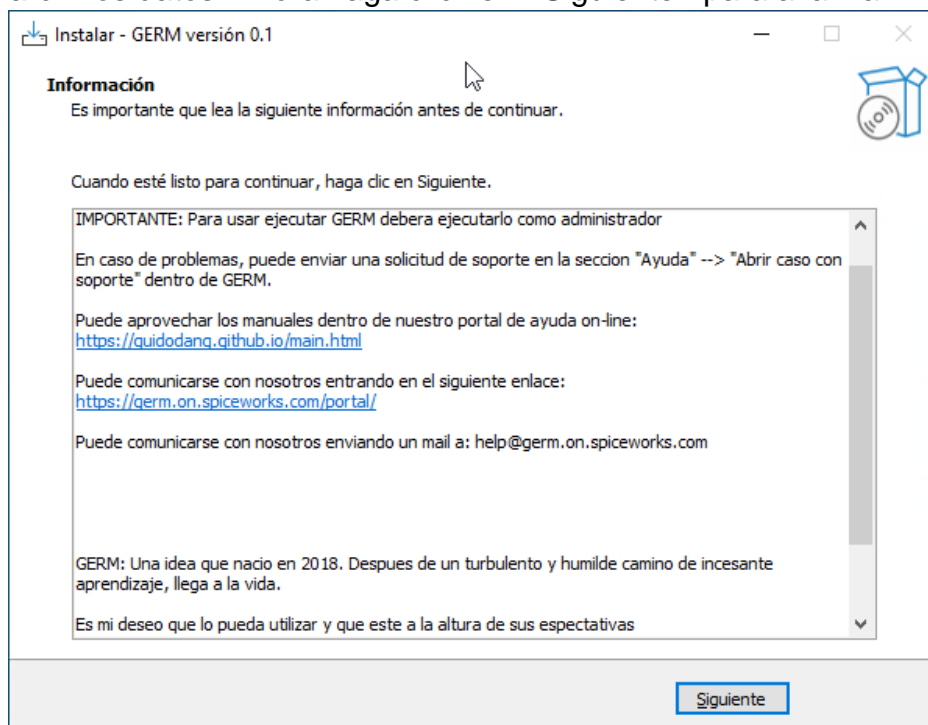 Instalar - GERM versión 0.1
Información
Es importante que lea la siguiente información antes de continuar.
Cuando esté listo para continuar, haga clic en Siguiente.
IMPORTANTE: Para usar ejecutar GERM debera ejecutarlo como administrador
En caso de problemas, puede enviar una solicitud de soporte en la seccion "Ayuda" --> "Abrir caso con
soporte" dentro de GERM.
Puede aprovechar los manuales dentro de nuestro portal de ayuda on-line:
https://guidodang.github.io/main.html
Puede comunicarse con nosotros entrando en el siguiente enlace:
https://germ.on.spiceworks.com/portal/
Puede comunicarse con nosotros enviando un mail a: help@germ.on.spiceworks.com
GERM: Una idea que nacio en 2018. Despues de un turbulento y humilde camino de incesante
aprendizaje, llega a la vida.
Es mi deseo que lo pueda utilizar y que este a la altura de sus espectativas
Siguiente